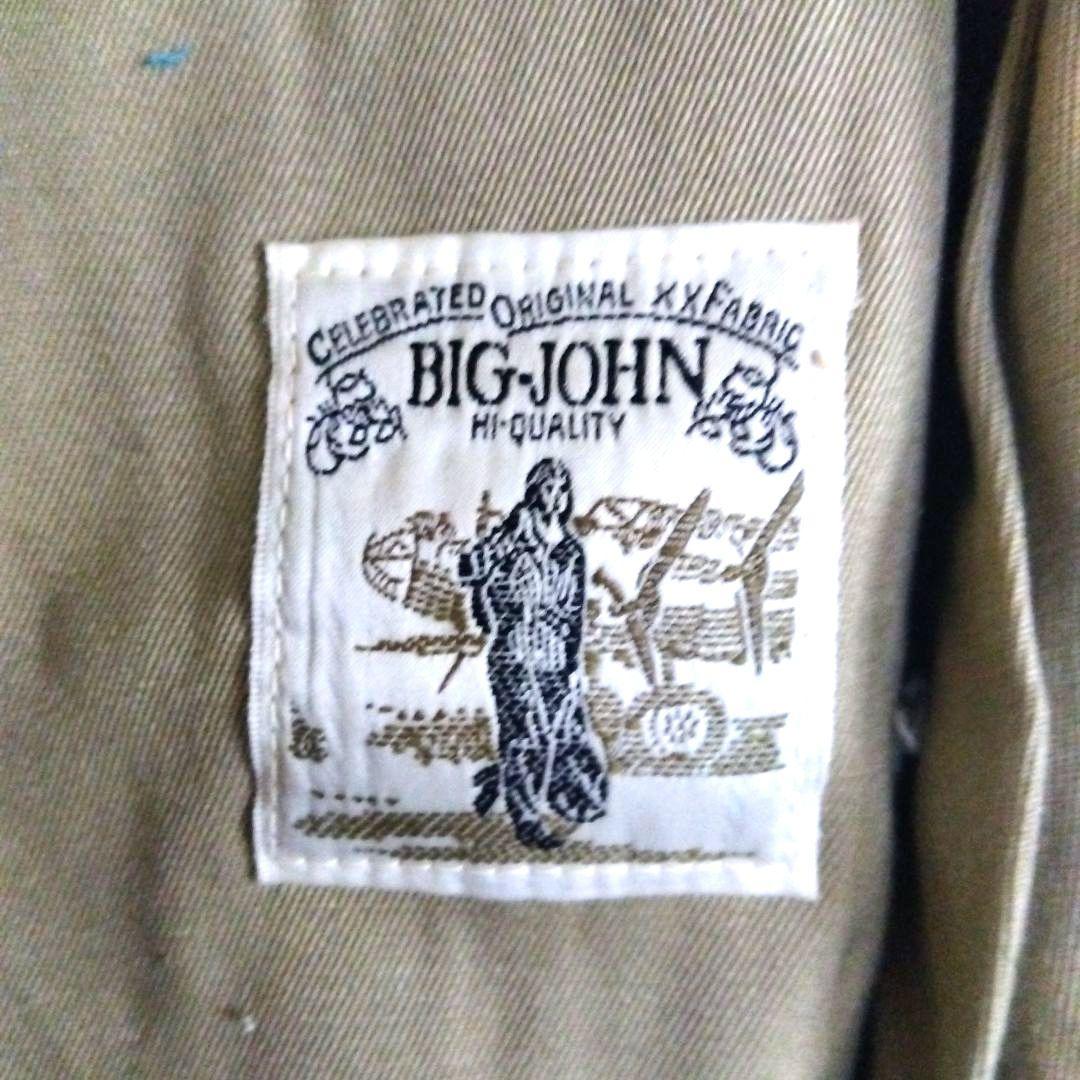 CELEBRATED ORIGINAL XX FABRIC
BIG-JOHN
HI-QUALITY